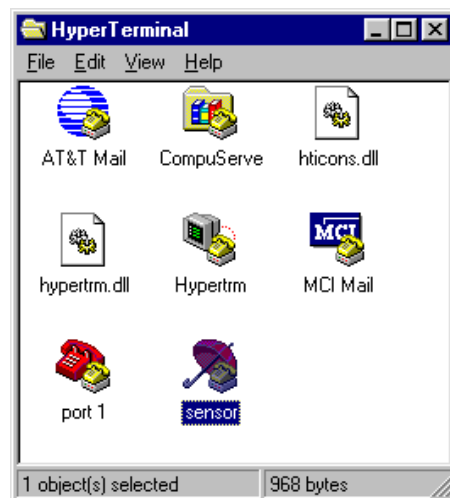 HyperTerminal
File Edit View Help
AT&T Mail CompuServe hticons.dll
MCI
hypertrm.dll Hypertrm MCI Mail
port 1 sensor
1 object(s) selected 968 bytes